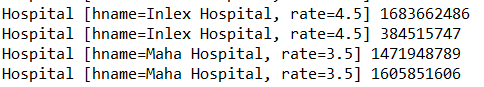 Hospital [hname=Inlex Hospital, rate=4.5] 1683662486
Hospital [hname=Inlex Hospital, rate=4.5] 384515747
Hospital [hname=Maha Hospital, rate=3.5] 1471948789
Hospital [hname=Maha Hospital, rate=3.5] 1605851606